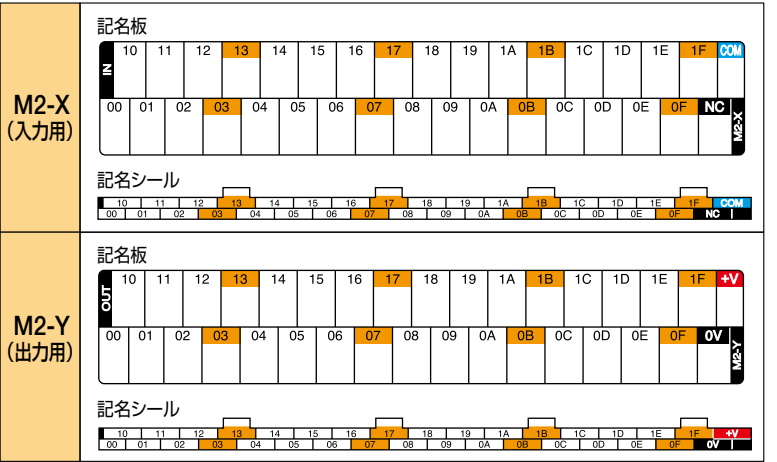 M2-X
(入力用)
記名板
IN 10 11 12 13 14 15 16 17 18 19 1A 1B 1C 1D 1E 1F COM
00 01 02 03 04 05 06 07 08 09 0A 0B 0C 0D 0E 0F NC M2-X
記名シール
10 11 12 13 14 15 16 17 18 19 1A 1B 1C 1D 1E 1F COM
00 01 02 03 04 05 06 07 08 09 0A 0B 0C 0D 0E 0F NC
M2-Y
(出力用)
記名板
OUT 10 11 12 13 14 15 16 17 18 19 1A 1B 1C 1D 1E 1F +V
00 01 02 03 04 05 06 07 08 09 0A 0B 0C 0D 0E 0F 0V M2-Y
記名シール
10 11 12 13 14 15 16 17 18 19 1A 1B 1C 1D 1E 1F +V
00 01 02 03 04 05 06 07 08 09 0A 0B 0C 0D 0E 0F 0V